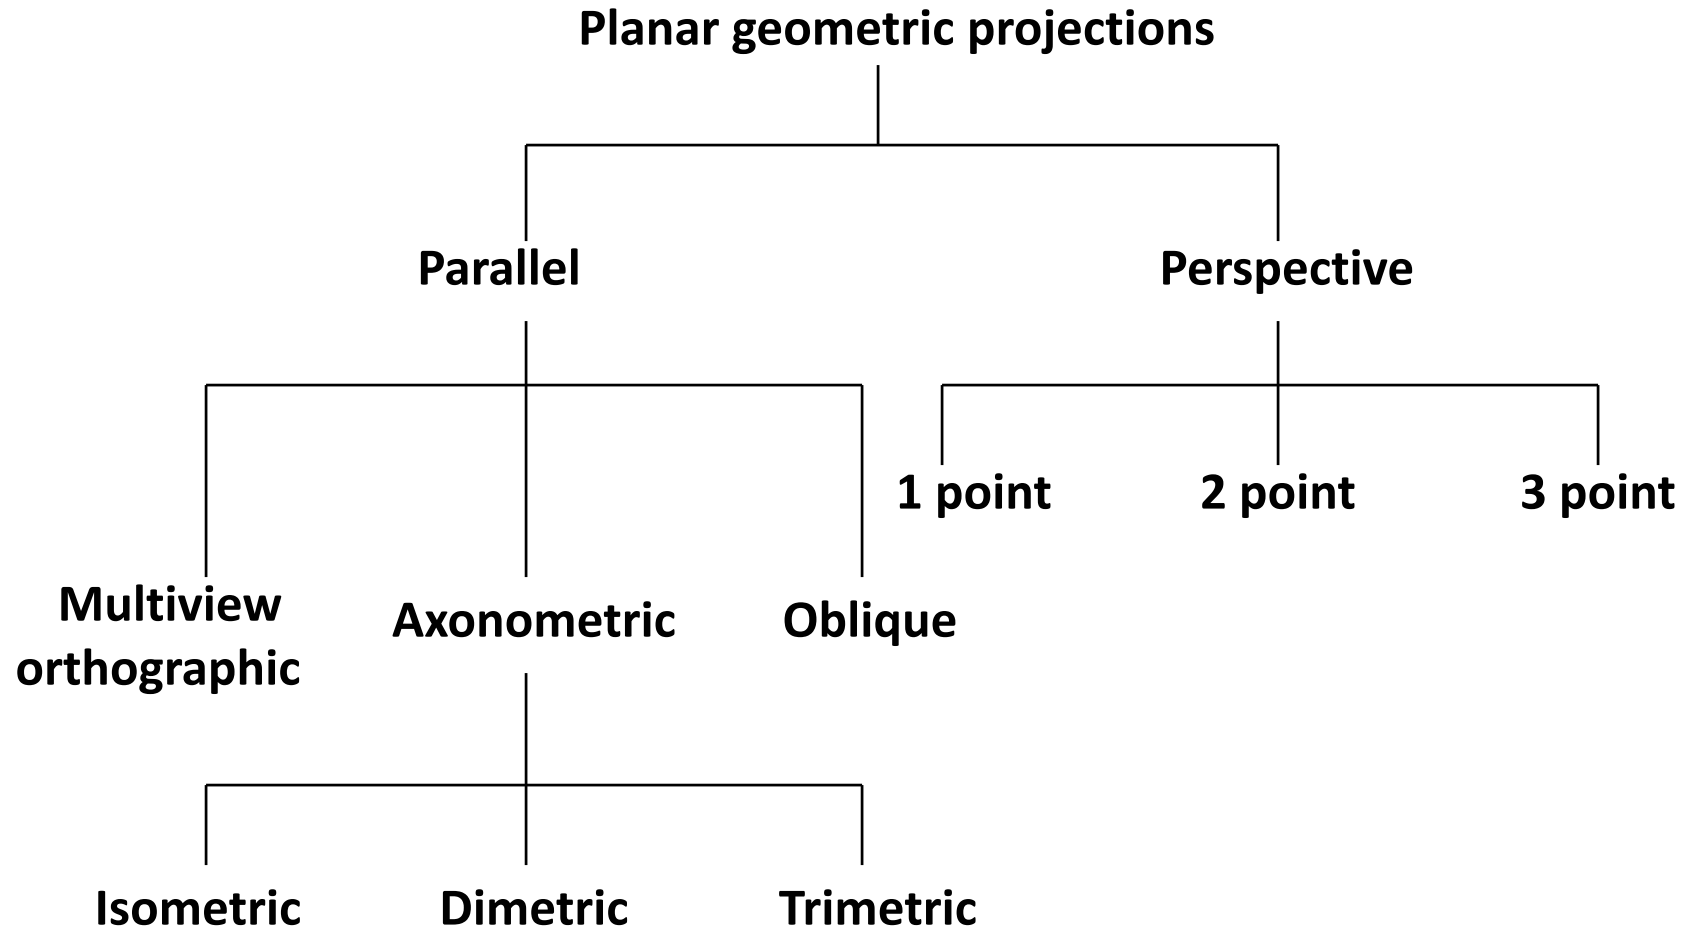 Planar geometric projections
Parallel
Perspective
1 point
2 point
3 point
Multiview
orthographic
Axonometric
Oblique
Isometric
Dimetric
Trimetric